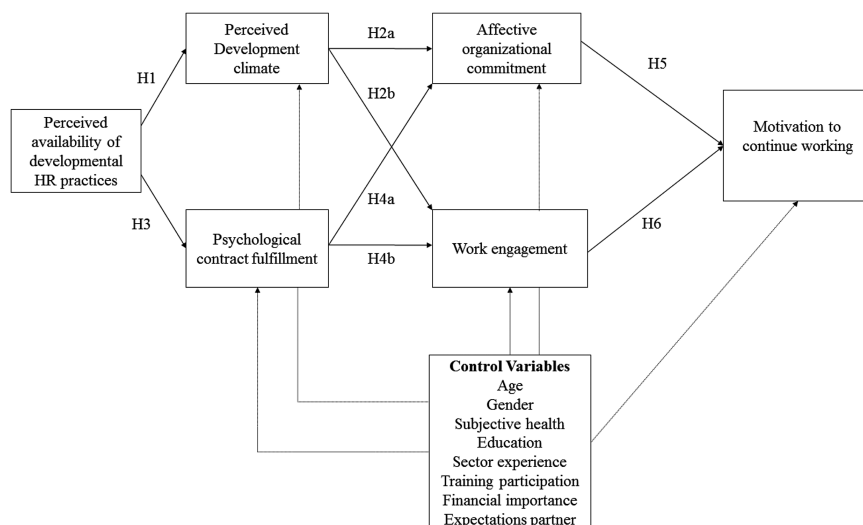 Perceived
Development
climate
H2a
Affective
organizational
commitment
H1
H2b
H5
Perceived
availability of
developmental
HR practices
Motivation to
continue working
H3
H4a
H6
Psychological
contract fulfillment
H4b
Work engagement
Control Variables
Age
Gender
Subjective health
Education
Sector experience
Training participation
Financial importance
Expectations partner